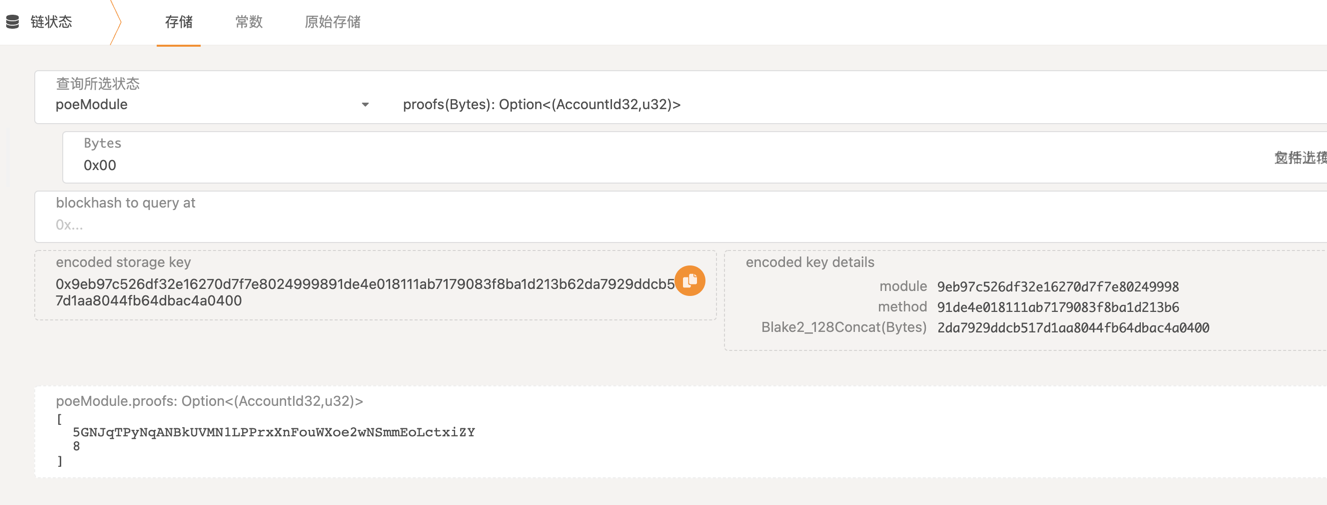 链状态
存储 常数 原始存储
查询所选状态
poeModule
proofs(Bytes): Option<(AccountId32,u32)>
Bytes
0x00
blockhash to query at
0x...
encoded storage key
0x9eb97c526df32e16270d7f7e8024999891de4e018111ab7179083f8ba1d213b62da7929ddcb5
7d1aa8044fb64dbac4a0400
encoded key details
module 9eb97c526df32e16270d7f7e80249998
method 91de4e018111ab7179083f8ba1d213b6
Blake2_128Concat(Bytes) 2da7929ddcb517d1aa8044fb64dbac4a0400
poeModule.proofs: Option<(AccountId32,u32)>
[
5GNJqTPyNqANBkUVMN1LPPrxXnFouWXoe2wNSmmEoLctxiZY
8
]